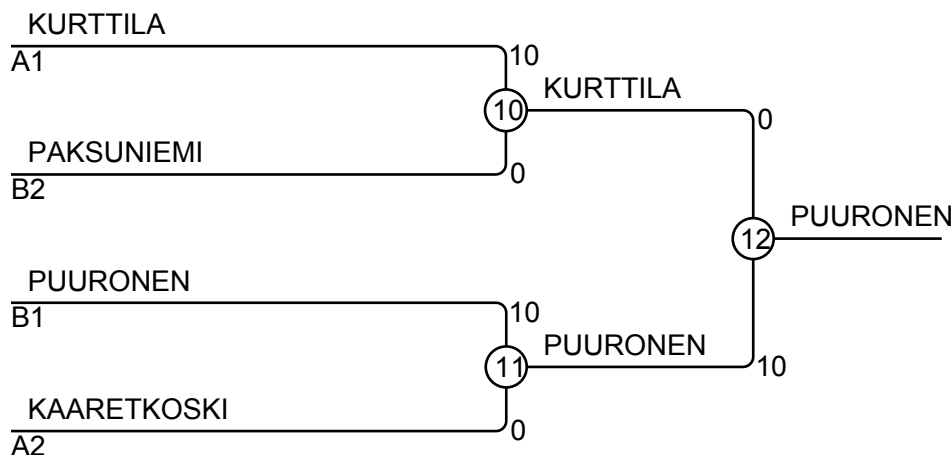 KURTTILA
A1
10
10
KURTTILA
0
PAKSUNIEMI
B2
0
12
PUURONEN
PUURONEN
B1
10
11
PUURONEN
10
KAARETKOSKI
A2
0